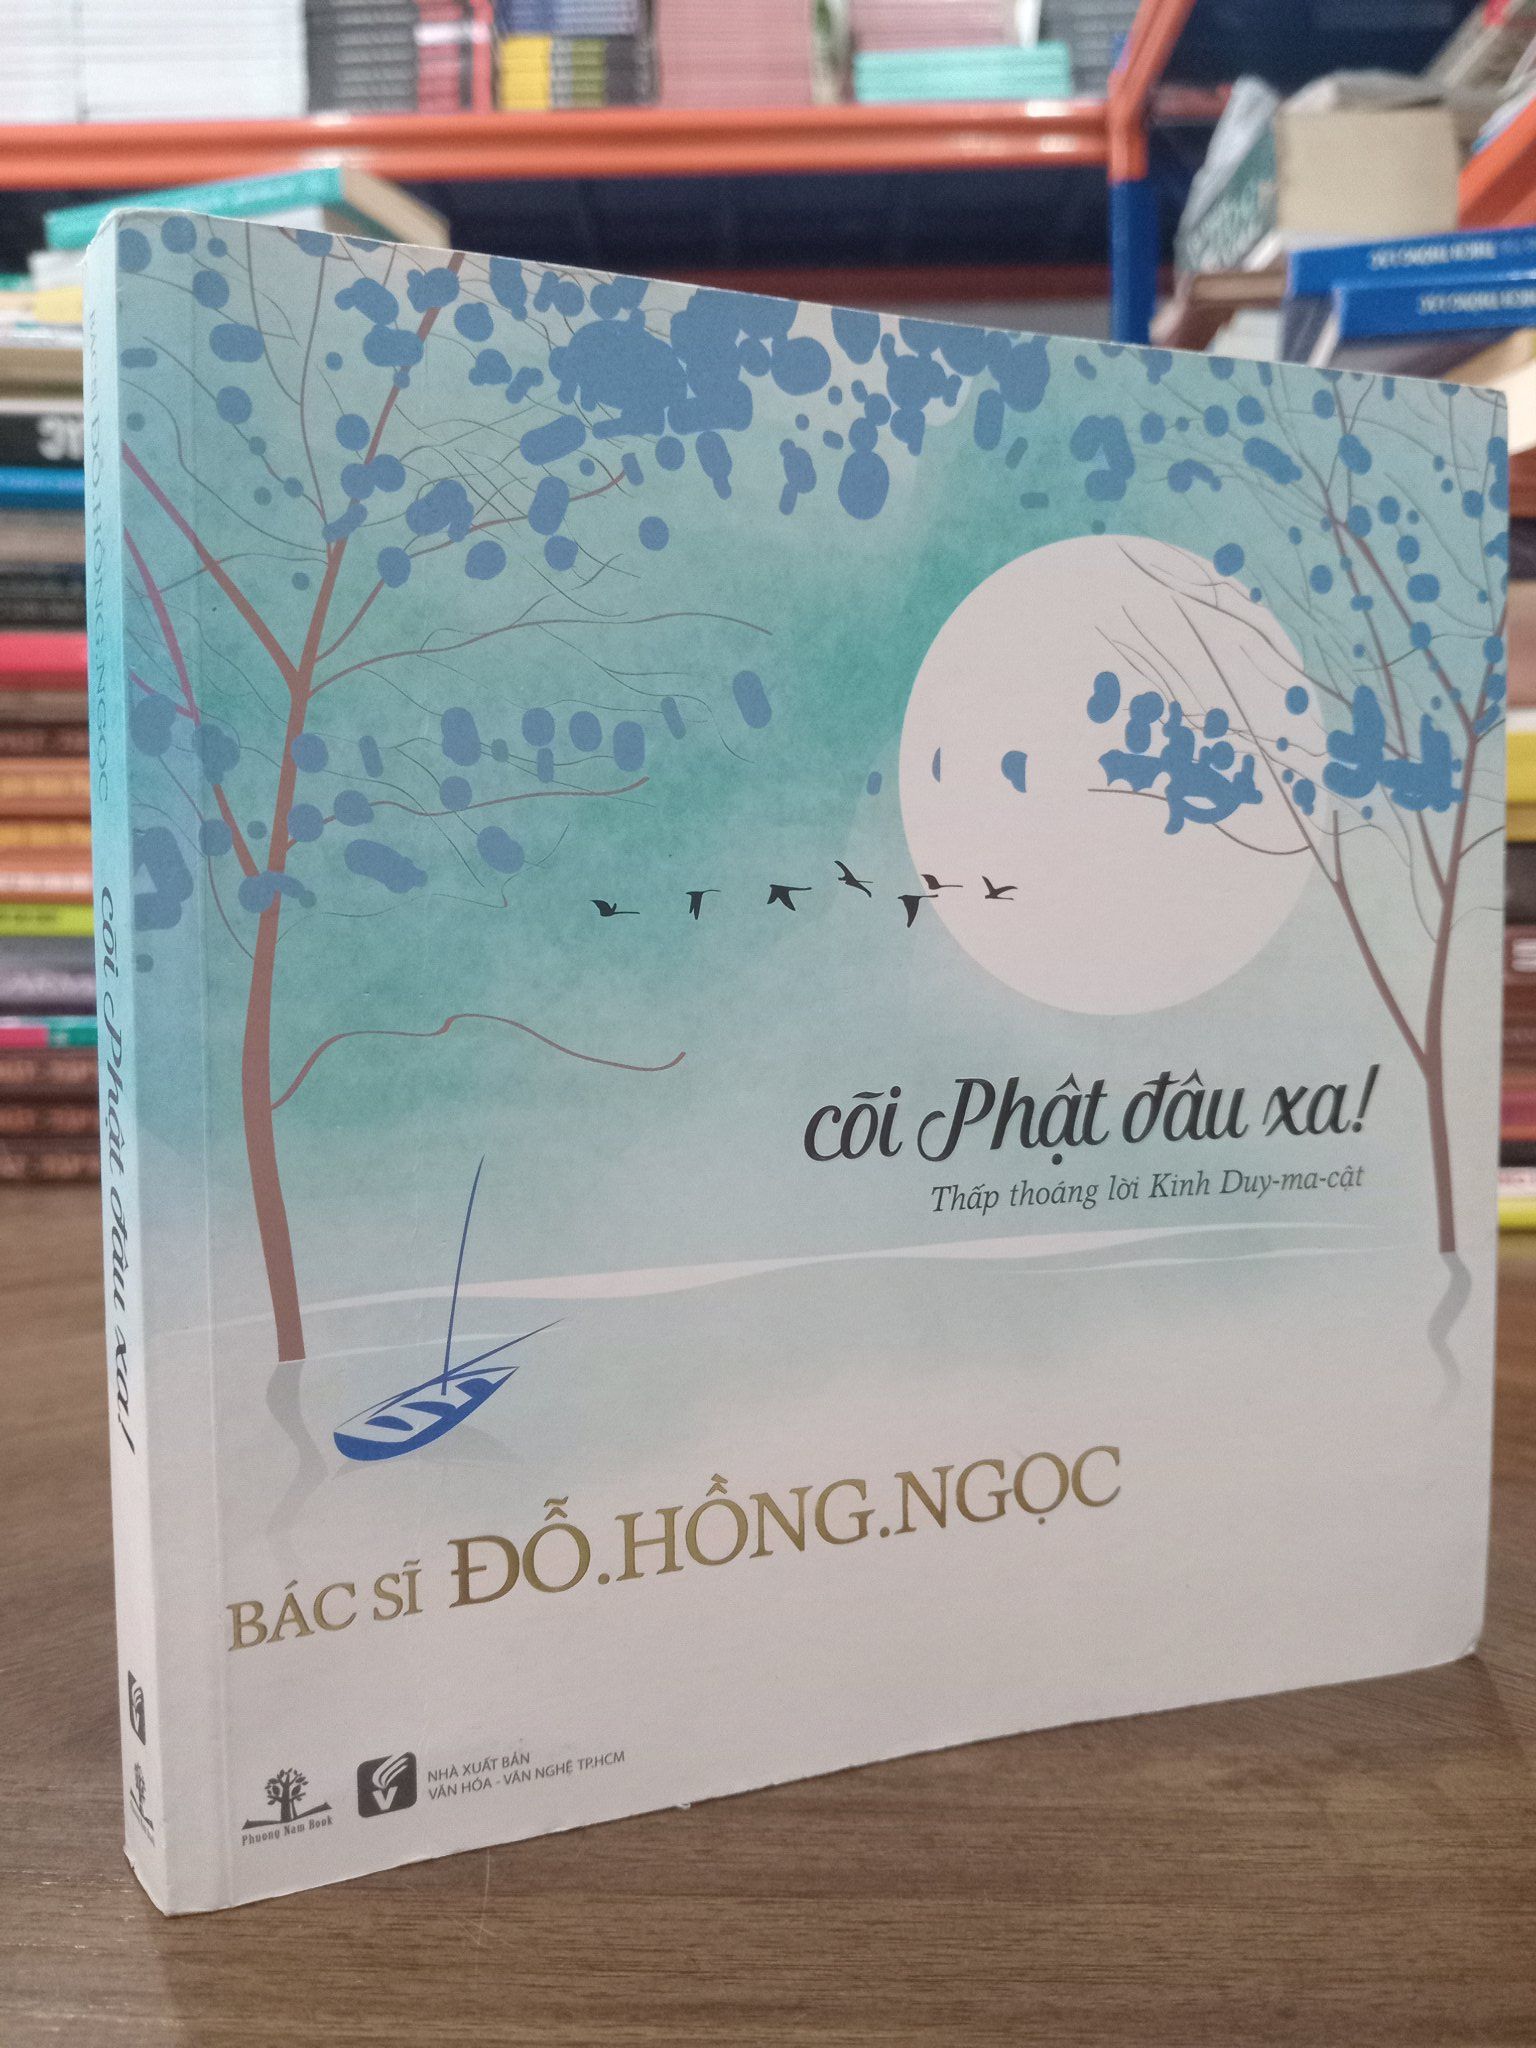 cõi Phật đâu xa!
Thấp thoáng lời Kinh Duy-ma-cật
BÁC SĨ ĐỖ.HỒNG.NGỌC
Phuong Nam Book
NHÀ XUẤT BẢN
VĂN HÓA - VĂN NGHỆ TP.HCM
BÁC SĨ ĐỖ.HỒNG.NGỌC
cõi Phật đâu xa!